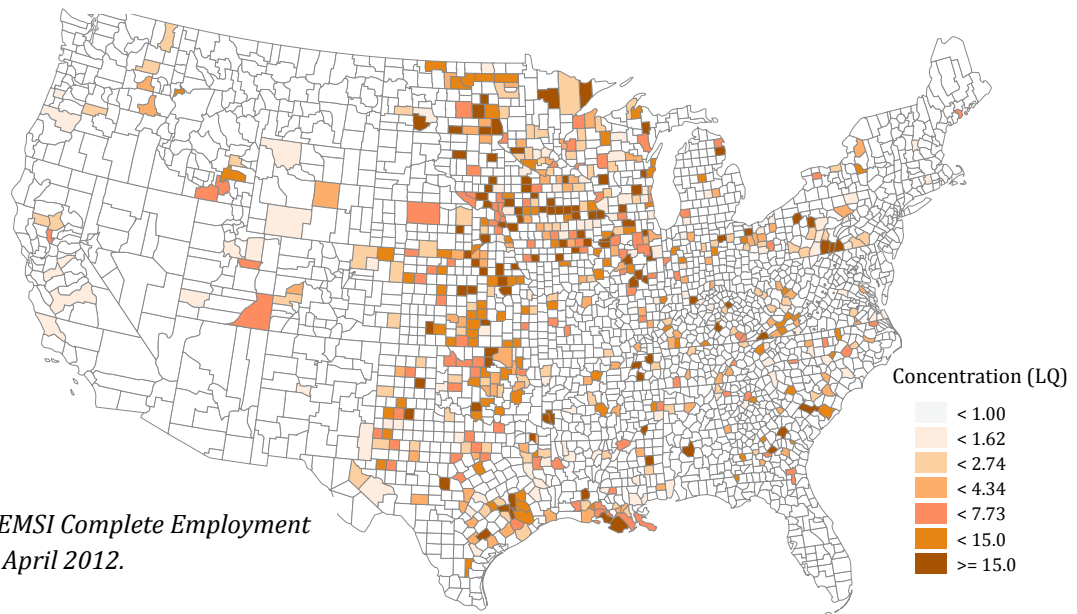 Concentration (LQ)
< 1.00
< 1.62
< 2.74
< 4.34
< 7.73
< 15.0
>= 15.0
EMSI Complete Employment
April 2012.